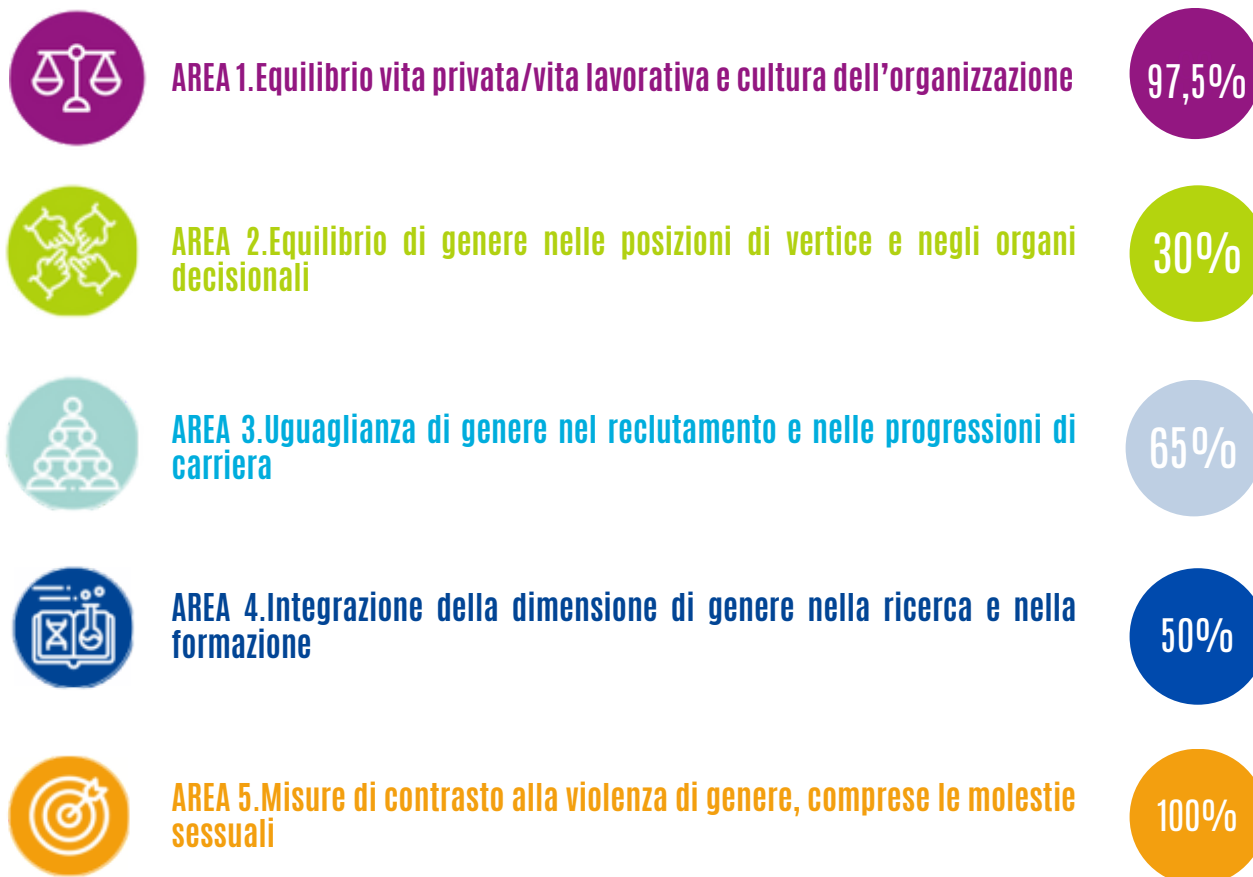 AREA 1.Equilibrio vita privata/vita lavorativa e cultura dell’organizzazione
97,5%
AREA 2.Equilibrio di genere nelle posizioni di vertice e negli organi
decisionali
30%
AREA 3.Uguaglianza di genere nel reclutamento e nelle progressioni di
carriera
65%
AREA 4.Integrazione della dimensione di genere nella ricerca e nella
formazione
50%
AREA 5.Misure di contrasto alla violenza di genere, comprese le molestie
sessuali
100%